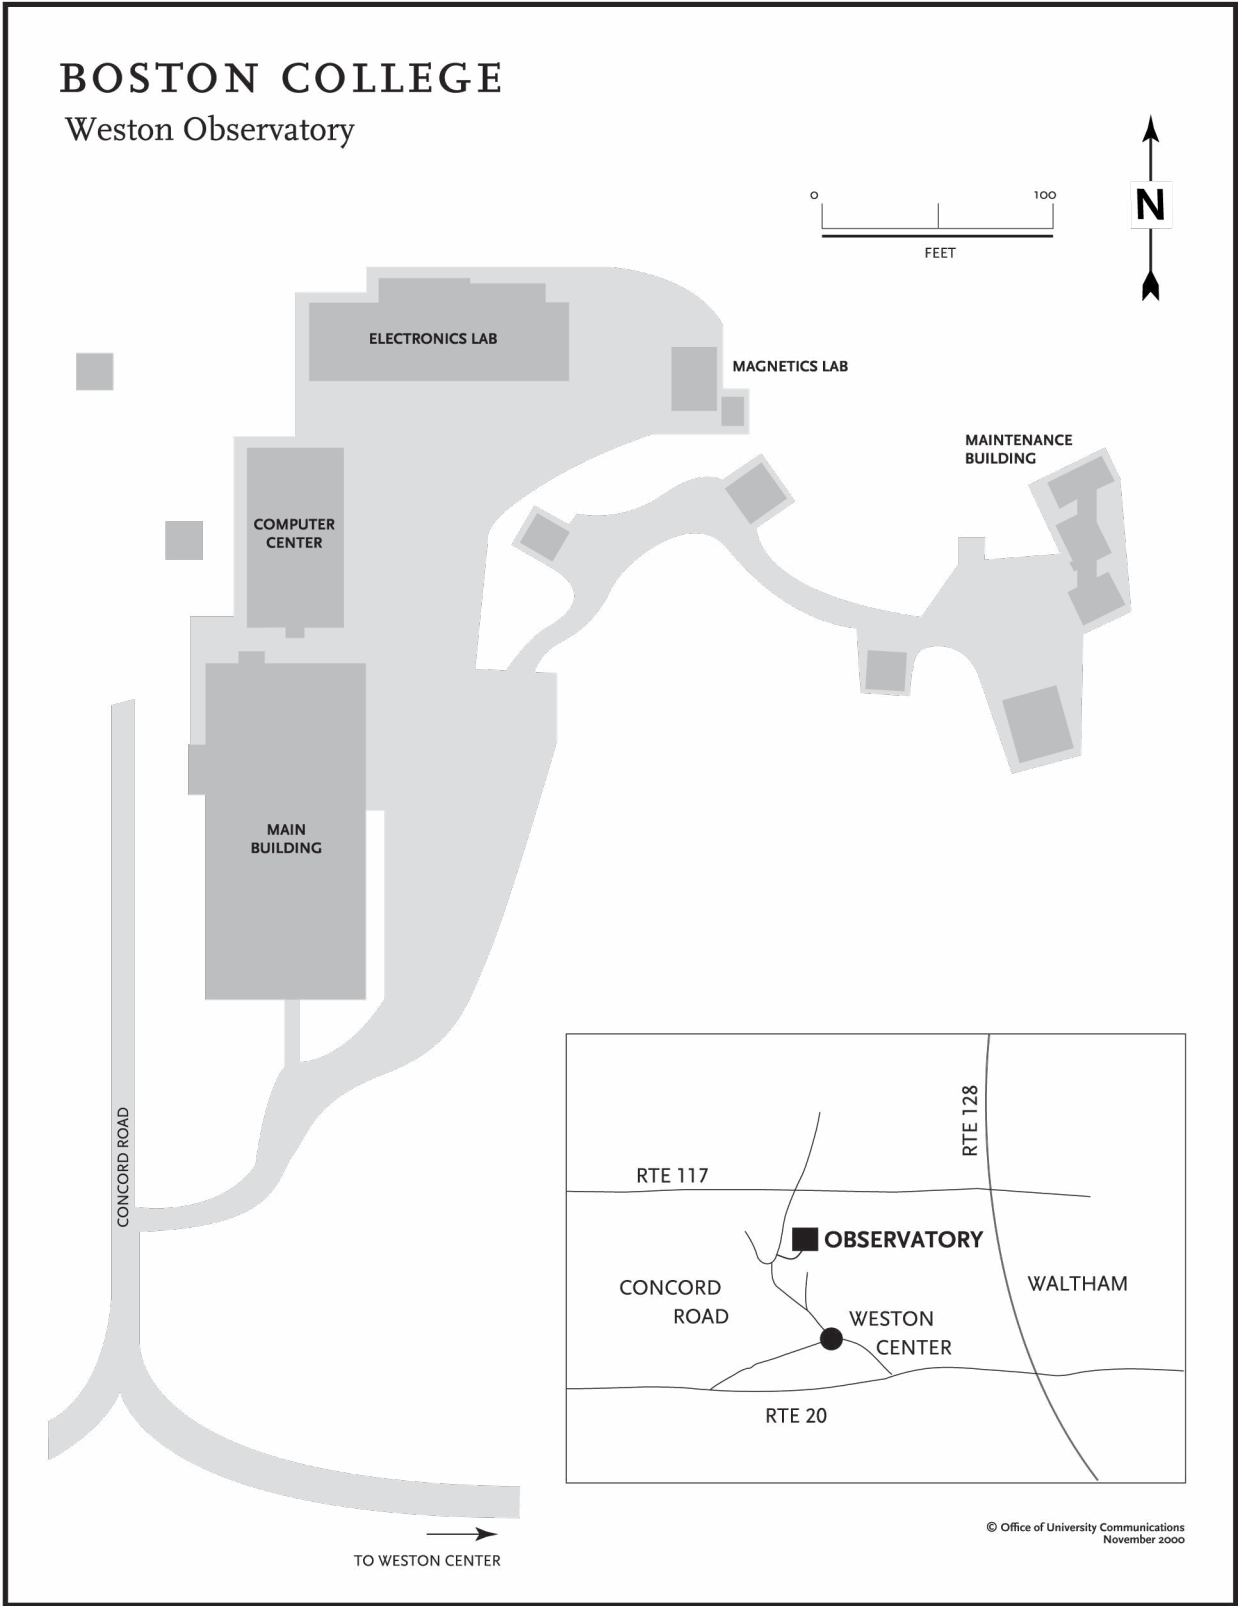 BOSTON COLLEGE
Weston Observatory
0 100
FEET
N
ELECTRONICS LAB
MAGNETICS LAB
MAINTENANCE
BUILDING
COMPUTER
CENTER
MAIN
BUILDING
CONCORD ROAD
RTE 128
RTE 117
OBSERVATORY
CONCORD
ROAD
WALTHAM
WESTON
CENTER
RTE 20
© Office of University Communications
November 2000
TO WESTON CENTER